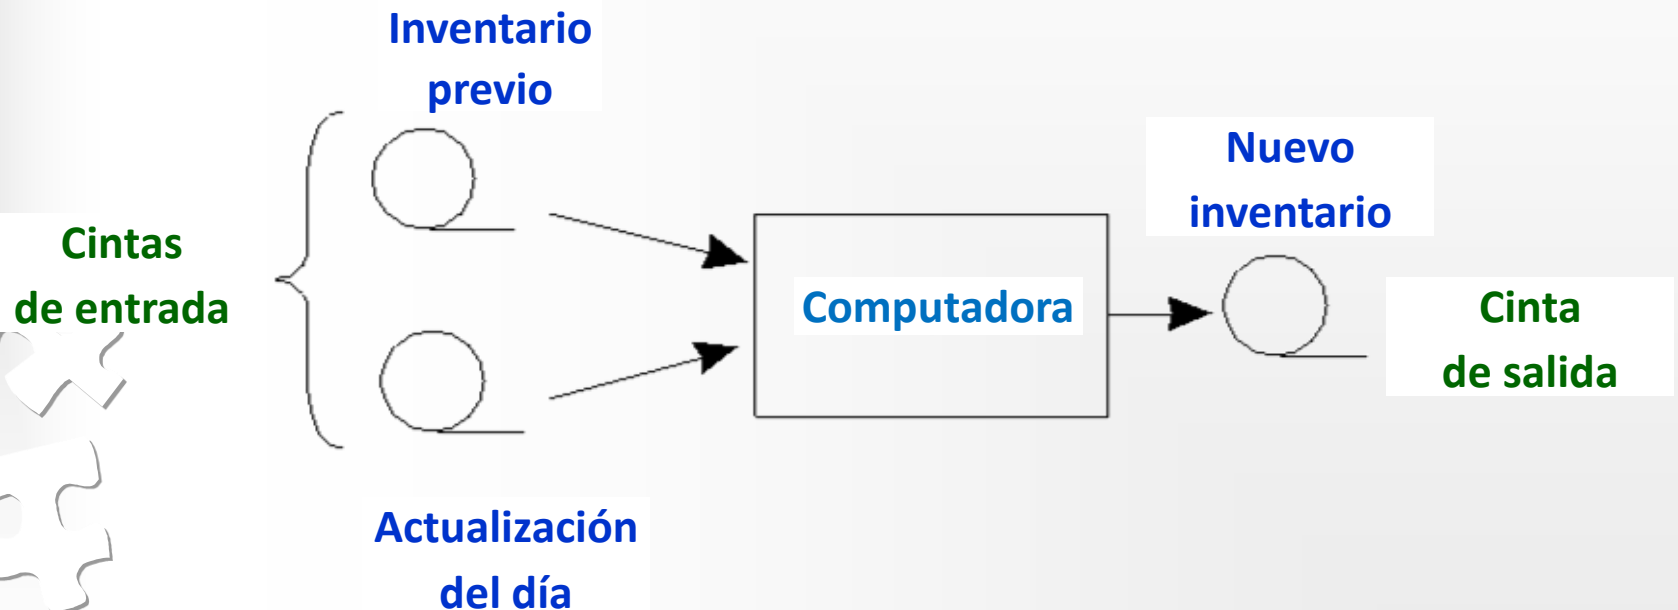 Inventario
previo
Cintas
de entrada
Computadora
Nuevo
inventario
Cinta
de salida
Actualización
del día